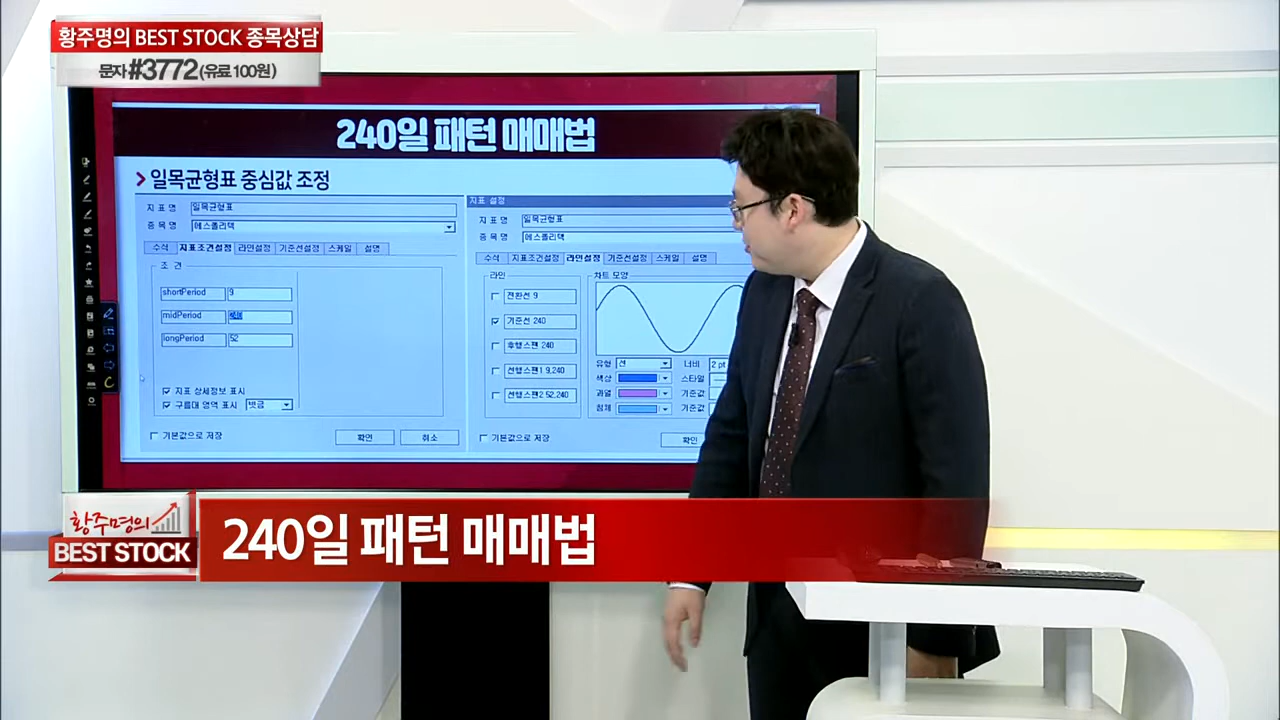 황주명의 BEST STOCK 종목상담
문자 #3772 (유료 100원)
240일 패턴 매매법
일목균형표 중심값 조정
지표명 일목균형표
종목명 에스폴리텍
수식 지표조건설정 라인설정 기준선설정 스케일 설명
조건
shortPeriod 9
midPeriod
longPeriod 52
지표 상세정보 표시
구름대 영역 표시 빗금
기본값으로 저장 확인 취소
지표 설정
지표명 일목균형표
종목명 에스폴리텍
수식 지표조건설정 라인설정 기준선설정 스케일 설명
라인 차트 모양
전환선 9
기준선 240
후행스팬 240
선행스팬1 9,240
선행스팬2 52,240
유형 선 너비 2 pt
색상 스타일
과열 기준값
침체 기준값
기본값으로 저장 확인
황주명의
BEST STOCK
240일 패턴 매매법